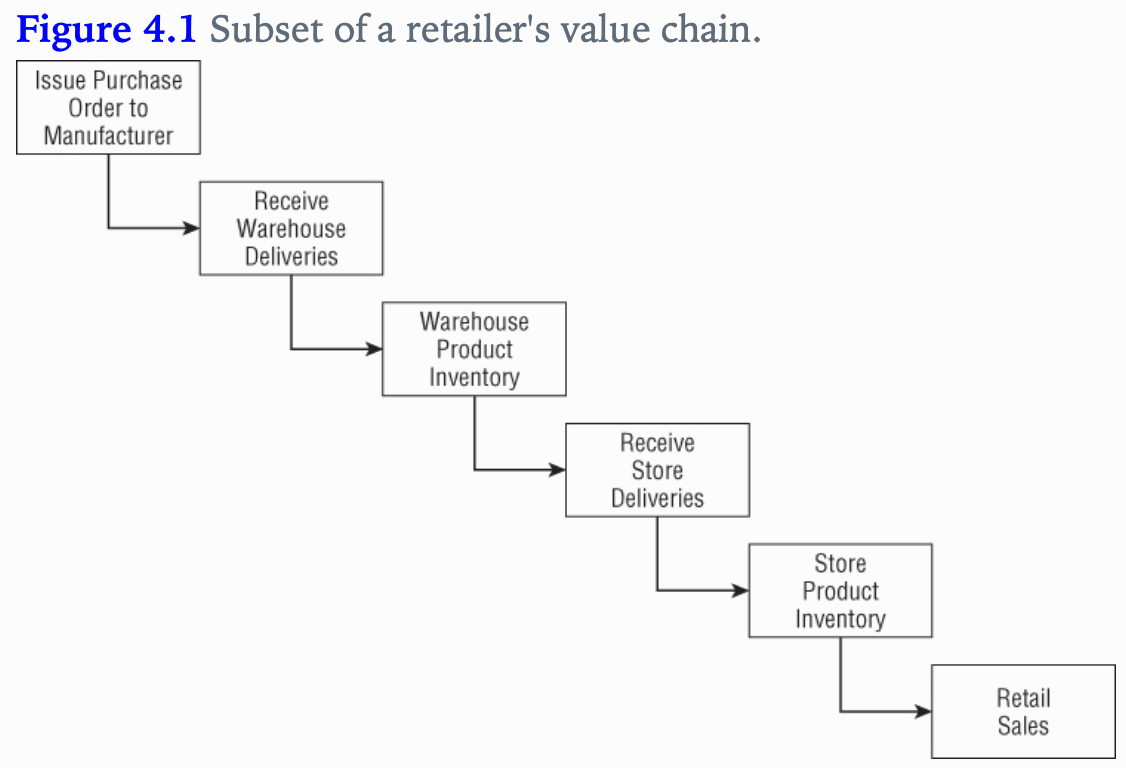 Figure 4.1 Subset of a retailer's value chain.
Issue Purchase
Order to
Manufacturer
Receive
Warehouse
Deliveries
Warehouse
Product
Inventory
Receive
Store
Deliveries
Store
Product
Inventory
Retail
Sales